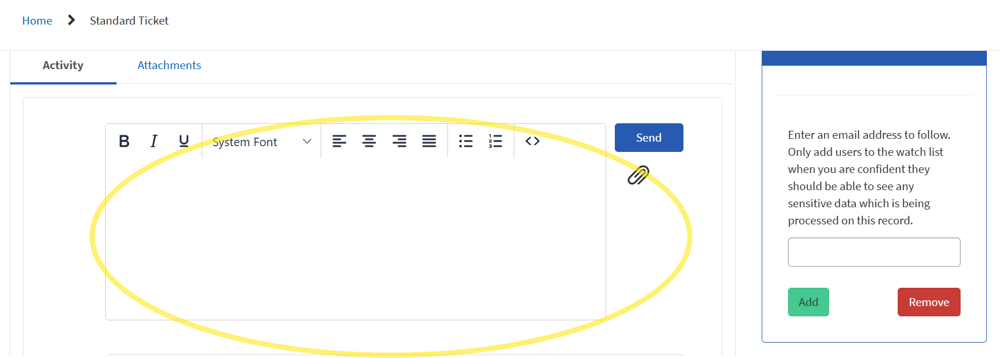 Home > Standard Ticket
Activity Attachments
B I U System Font <> Send
Enter an email address to follow.
Only add users to the watch list
when you are confident they
should be able to see any
sensitive data which is being
processed on this record.
Add Remove